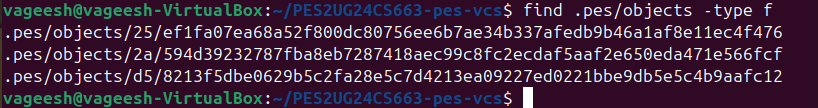 vageesh@vageesh-VirtualBox:~/PES2UG24CS663-pes-vcs$ find .pes/objects -type f
.pes/objects/25/ef1fa07ea68a52f800dc80756ee6b7ae34b337afedb9b46a1af8e11ec4f476
.pes/objects/2a/594d39232787fba8eb7287418aec99c8fc2ecdaf5aaf2e650eda471e566fcf
.pes/objects/d5/8213f5dbe0629b5c2fa28e5c7d4213ea09227ed0221bbe9db5e5c4b9aafc12
vageesh@vageesh-VirtualBox:~/PES2UG24CS663-pes-vcs$